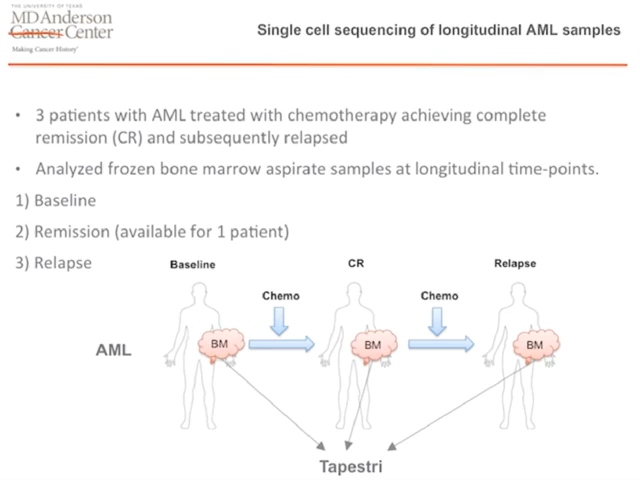 THE UNIVERSITY OF TEXAS
MD Anderson
Cancer Center
Making Cancer History®
Single cell sequencing of longitudinal AML samples
• 3 patients with AML treated with chemotherapy achieving complete
remission (CR) and subsequently relapsed
• Analyzed frozen bone marrow aspirate samples at longitudinal time-points.
1) Baseline
2) Remission (available for 1 patient)
3) Relapse
Baseline CR Relapse
Chemo Chemo
AML BM BM BM
Tapestri